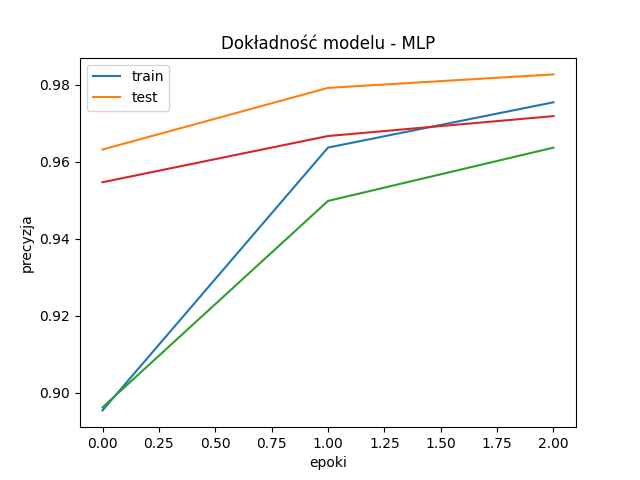 Dokładność modelu - MLP
train
test
0.98
0.96
0.94
0.92
0.90
precyzja
0.00 0.25 0.50 0.75 1.00 1.25 1.50 1.75 2.00
epoki